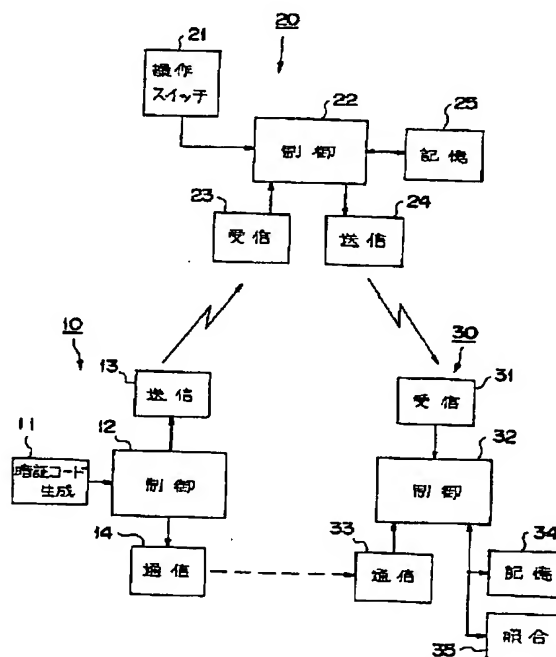 20
21
操作
スイッチ
22
制御
25
記憶
23
受信
24
送信
10
13
送信
30
31
受信
11
暗証コード
生成
12
制御
32
制御
14
通信
33
通信
34
記憶
35
照合